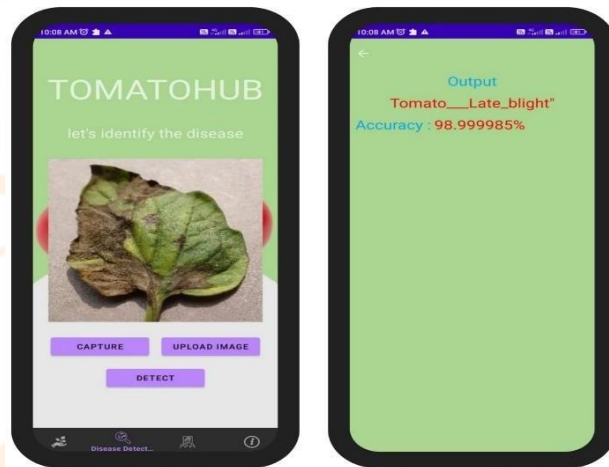 10:08 AM
TOMATOHUB
let's identify the disease
CAPTURE
UPLOAD IMAGE
DETECT
Disease Detect...
10:08 AM
Output
Tomato___Late_blight"
Accuracy : 98.999985%